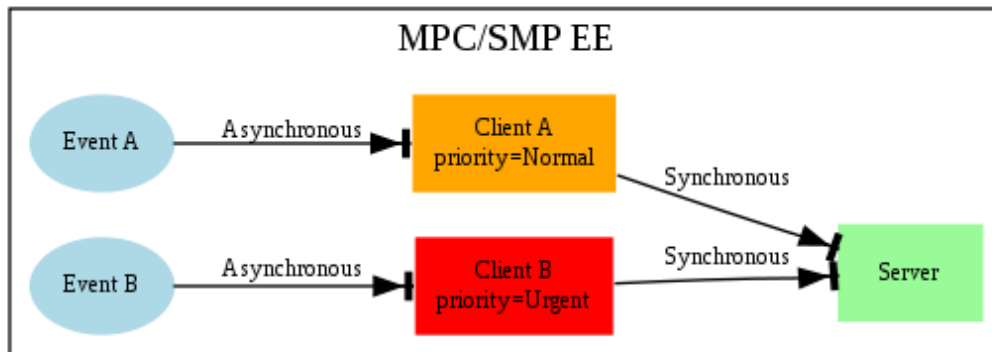 MPC/SMP EE
Event A
Asynchronous
Client A
priority=Normal
Synchronous
Event B
Asynchronous
Client B
priority=Urgent
Synchronous
Server